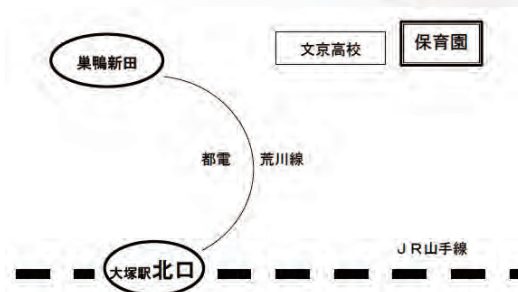 巣鴨新田
文京高校
保育園
都電 荒川線
JR山手線
大塚駅北口